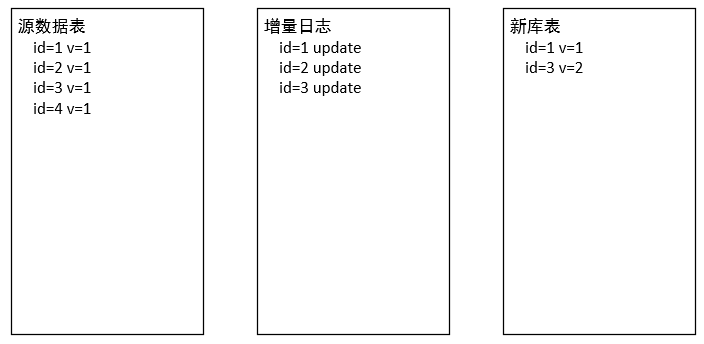 源数据表
id=1 v=1
id=2 v=1
id=3 v=1
id=4 v=1
增量日志
id=1 update
id=2 update
id=3 update
新库表
id=1 v=1
id=3 v=2